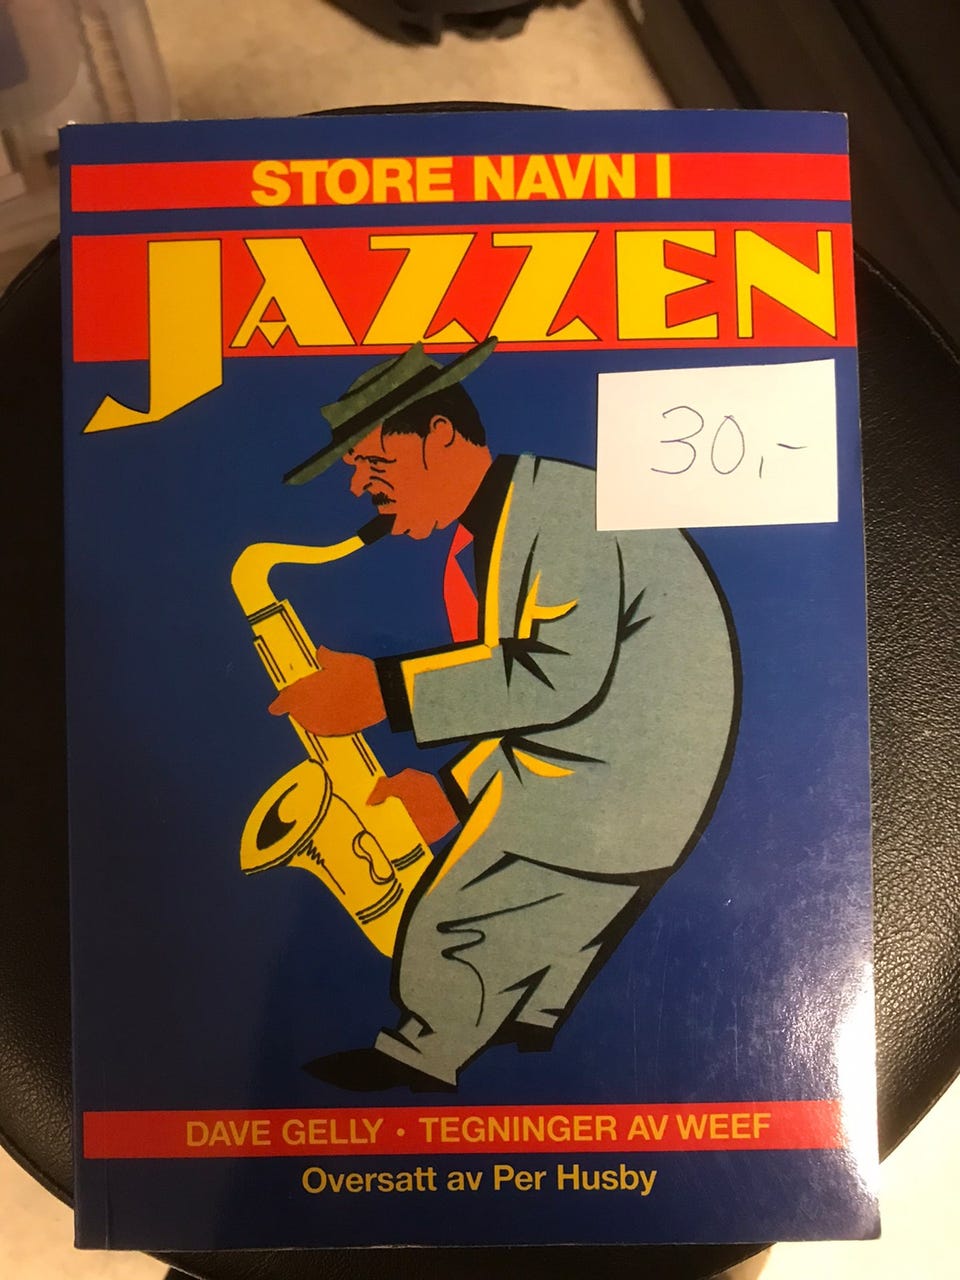 STORE NAVN I
JAZZEN
30,-
DAVE GELLY • TEGNINGER AV WEEF
Oversatt av Per Husby